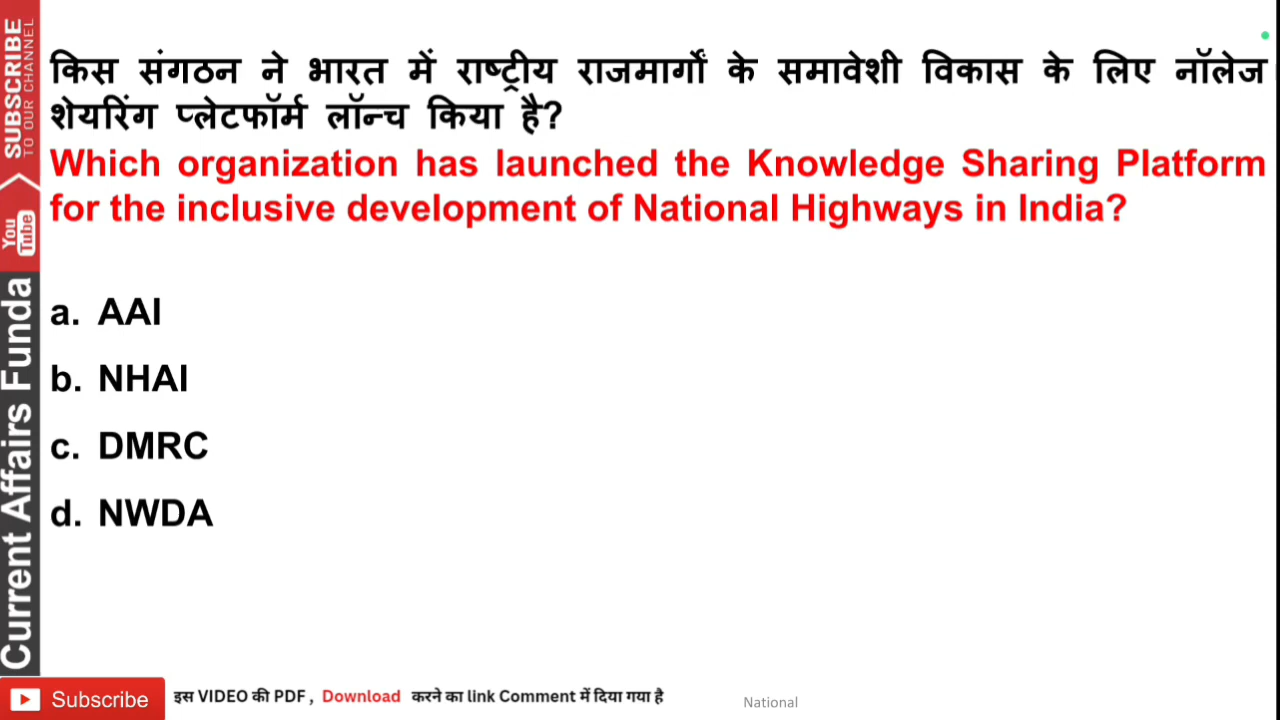 किस संगठन ने भारत में राष्ट्रीय राजमार्गों के समावेशी विकास के लिए नॉलेज
शेयरिंग प्लेटफॉर्म लॉन्च किया है?
Which organization has launched the Knowledge Sharing Platform
for the inclusive development of National Highways in India?
a. AAI
b. NHAI
c. DMRC
d. NWDA
SUBSCRIBE
TO OUR CHANNEL
You
Tube
Current Affairs Funda
Subscribe
इस VIDEO की PDF , Download करने का link Comment में दिया गया है
National